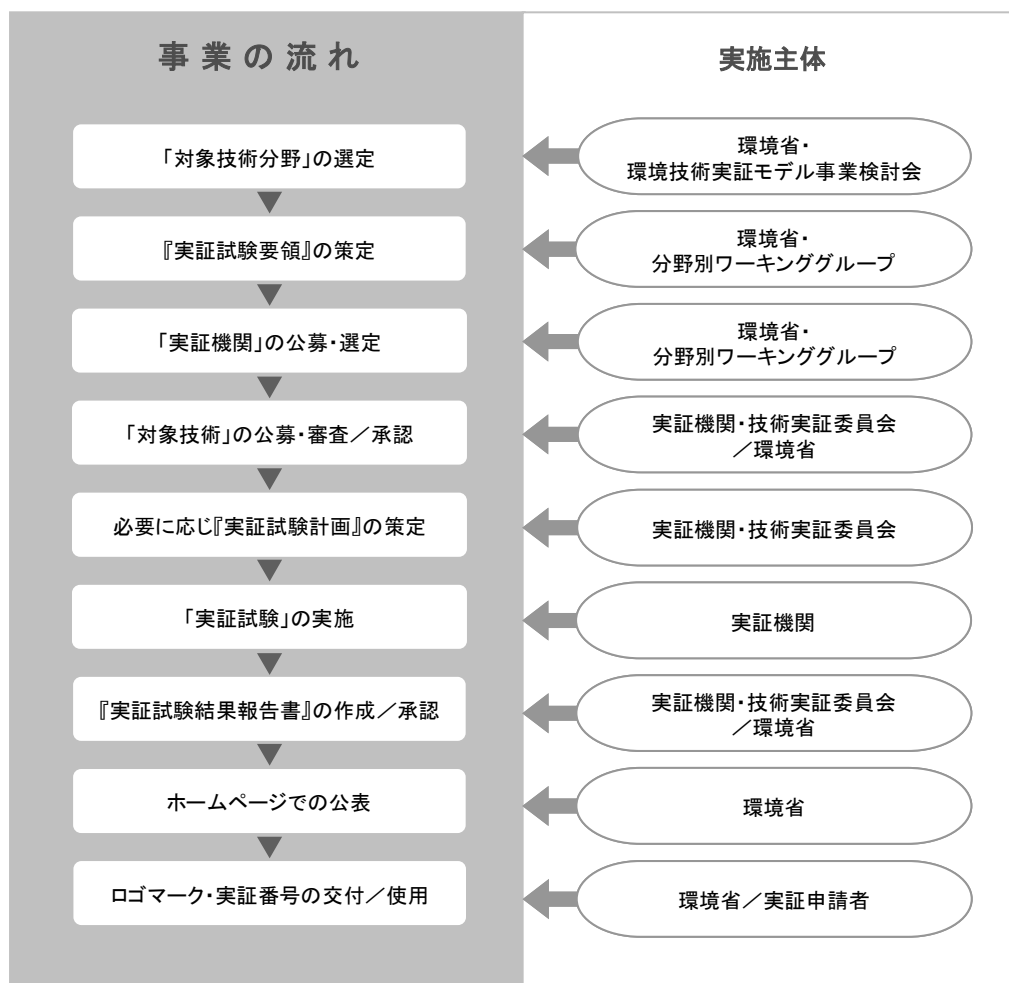 事業の流れ
実施主体
「対象技術分野」の選定
環境省・
環境技術実証モデル事業検討会
『実証試験要領』の策定
環境省・
分野別ワーキンググループ
「実証機関」の公募・選定
環境省・
分野別ワーキンググループ
「対象技術」の公募・審査／承認
実証機関・技術実証委員会
／環境省
必要に応じ『実証試験計画』の策定
実証機関・技術実証委員会
「実証試験」の実施
実証機関
『実証試験結果報告書』の作成／承認
実証機関・技術実証委員会
／環境省
ホームページでの公表
環境省
ロゴマーク・実証番号の交付／使用
環境省／実証申請者